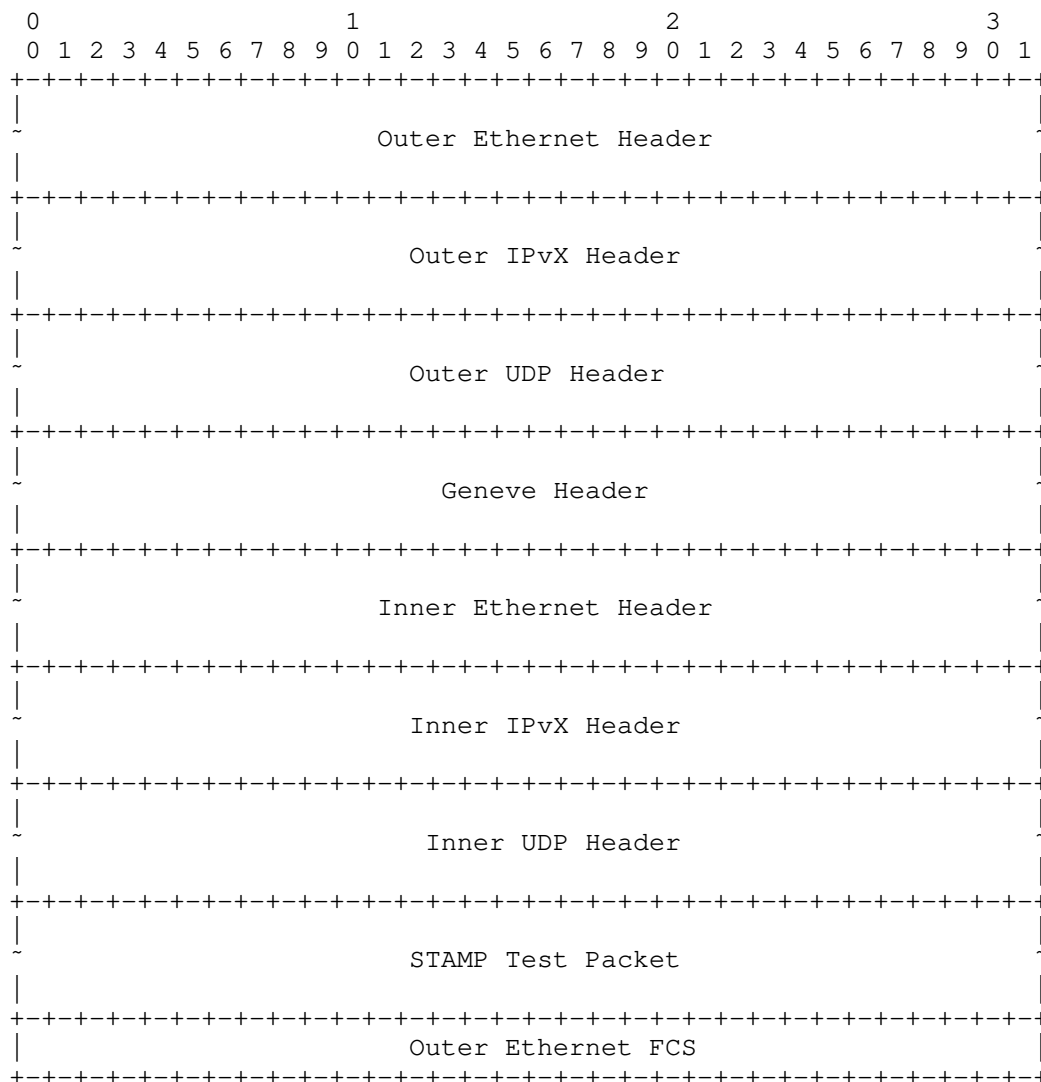 0                   1                   2                   3
0 1 2 3 4 5 6 7 8 9 0 1 2 3 4 5 6 7 8 9 0 1 2 3 4 5 6 7 8 9 0 1
+-+-+-+-+-+-+-+-+-+-+-+-+-+-+-+-+-+-+-+-+-+-+-+-+-+-+-+-+-+-+-+-+
|                                                               |
~                      Outer Ethernet Header                    ~
|                                                               |
+-+-+-+-+-+-+-+-+-+-+-+-+-+-+-+-+-+-+-+-+-+-+-+-+-+-+-+-+-+-+-+-+
|                                                               |
~                        Outer IPvX Header                      ~
|                                                               |
+-+-+-+-+-+-+-+-+-+-+-+-+-+-+-+-+-+-+-+-+-+-+-+-+-+-+-+-+-+-+-+-+
|                                                               |
~                        Outer UDP Header                       ~
|                                                               |
+-+-+-+-+-+-+-+-+-+-+-+-+-+-+-+-+-+-+-+-+-+-+-+-+-+-+-+-+-+-+-+-+
|                                                               |
~                          Geneve Header                        ~
|                                                               |
+-+-+-+-+-+-+-+-+-+-+-+-+-+-+-+-+-+-+-+-+-+-+-+-+-+-+-+-+-+-+-+-+
|                                                               |
~                      Inner Ethernet Header                    ~
|                                                               |
+-+-+-+-+-+-+-+-+-+-+-+-+-+-+-+-+-+-+-+-+-+-+-+-+-+-+-+-+-+-+-+-+
|                                                               |
~                        Inner IPvX Header                      ~
|                                                               |
+-+-+-+-+-+-+-+-+-+-+-+-+-+-+-+-+-+-+-+-+-+-+-+-+-+-+-+-+-+-+-+-+
|                                                               |
~                         Inner UDP Header                      ~
|                                                               |
+-+-+-+-+-+-+-+-+-+-+-+-+-+-+-+-+-+-+-+-+-+-+-+-+-+-+-+-+-+-+-+-+
|                                                               |
~                        STAMP Test Packet                      ~
|                                                               |
+-+-+-+-+-+-+-+-+-+-+-+-+-+-+-+-+-+-+-+-+-+-+-+-+-+-+-+-+-+-+-+-+
|                        Outer Ethernet FCS                     |
+-+-+-+-+-+-+-+-+-+-+-+-+-+-+-+-+-+-+-+-+-+-+-+-+-+-+-+-+-+-+-+-+